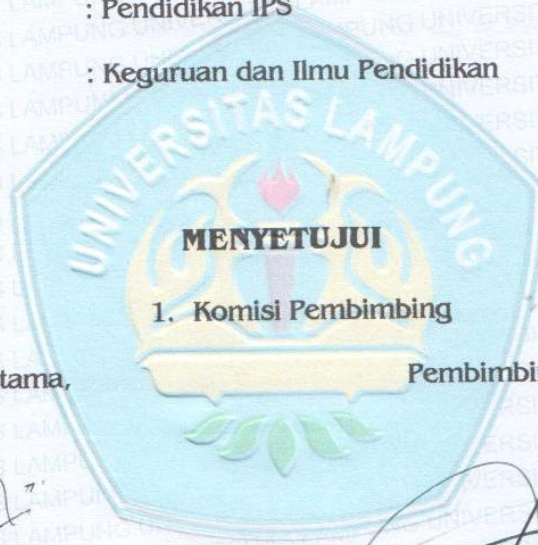 : Pendidikan IPS
: Keguruan dan Ilmu Pendidikan
UNIVERSITAS LAMPUNG
MENYETUJUI
1. Komisi Pembimbing
tama,
Pembimbi